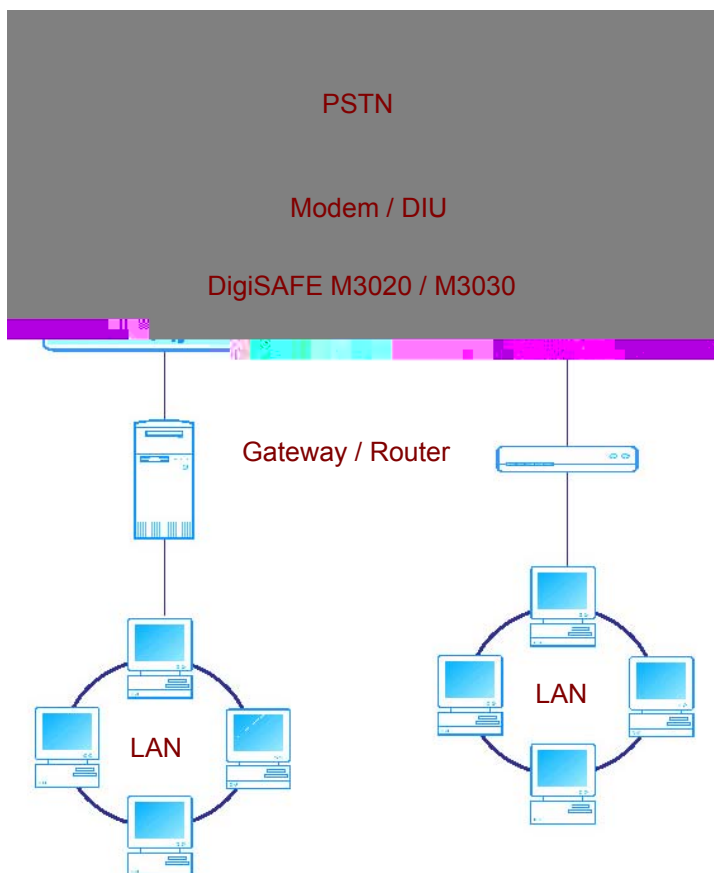 PSTN
Modem / DIU
DigiSAFE M3020 / M3030
Gateway / Router
LAN
LAN